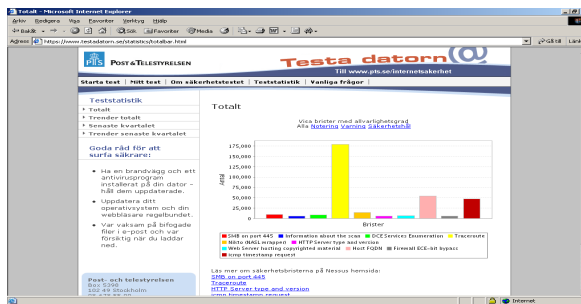 Totalt - Microsoft Internet Explorer
Arkiv Redigera Visa Favoriter Verktyg Hjälp
Bakåt Sök Favoriter Media
Adress https://www.testadatorn.se/statistics/totalbar.html Gå till Länkar
PTS POST & TELESTYRELSEN
Testa datorn
Till www.pts.se/internetsakerhet
Starta test | Mitt test | Om säkerhetstestet | Teststatistik | Vanliga frågor |
Teststatistik
Totalt
Trender totalt
Senaste kvartalet
Trender senaste kvartalet
Goda råd för att
surfa säkrare:
Ha en brandvägg och ett
antivirusprogram
installerat på din dator -
håll dem uppdaterade.
Uppdatera ditt
operativsystem och din
webbläsare regelbundet.
Var vaksam på bifogade
filer i e-post och var
försiktig när du laddar
ned.
Post- och telestyrelsen
Box 5398
102 49 Stockholm
Totalt
Visa brister med allvarlighetsgrad
Alla Notering Varning Säkerhetshål
175,000
150,000
125,000
100,000
75,000
50,000
25,000
0
Antal
Brister
SMB on port 445 Information about the scan DCE Services Enumeration Traceroute
Nikto (NASL wrapper) HTTP Server type and version
Web Server hosting copyrighted material Host FQDN Firewall ECE-bit bypass
icmp timestamp request
Läs mer om säkerhetsbristerna på Nessus hemsida:
SMB on port 445
Traceroute
HTTP Server type and version
icmp timestamp request
Internet